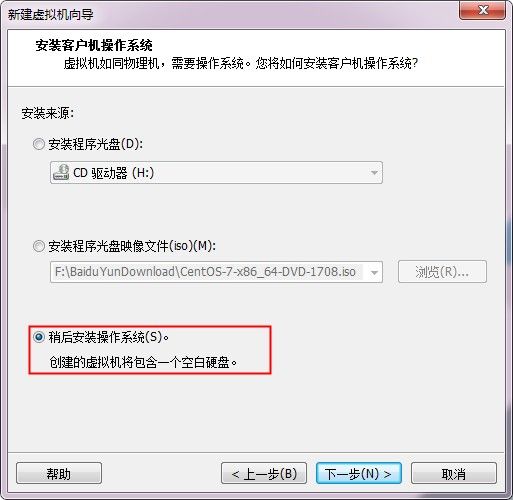 新建虚拟机向导
安装客户机操作系统
虚拟机如同物理机，需要操作系统。您将如何安装客户机操作系统?
安装来源:
安装程序光盘(D):
CD 驱动器 (H:)
安装程序光盘映像文件(iso)(M):
F:\BaiduYunDownload\CentOS-7-x86_64-DVD-1708.iso
浏览(R)...
稍后安装操作系统(S)。
创建的虚拟机将包含一个空白硬盘。
帮助
< 上一步(B)
下一步(N) >
取消